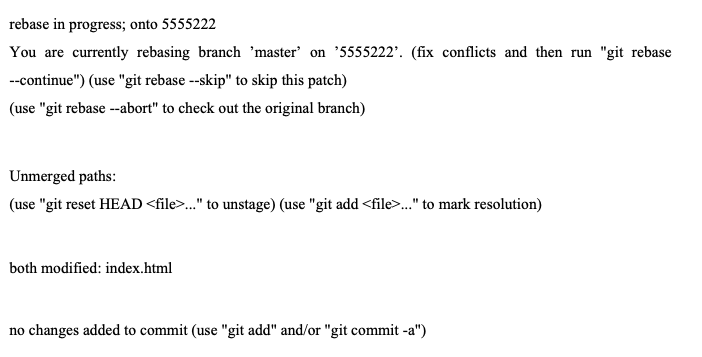 rebase in progress; onto 5555222
You are currently rebasing branch ’master’ on ’5555222’. (fix conflicts and then run "git rebase
--continue") (use "git rebase --skip" to skip this patch)
(use "git rebase --abort" to check out the original branch)
Unmerged paths:
(use "git reset HEAD <file>..." to unstage) (use "git add <file>..." to mark resolution)
both modified: index.html
no changes added to commit (use "git add" and/or "git commit -a")